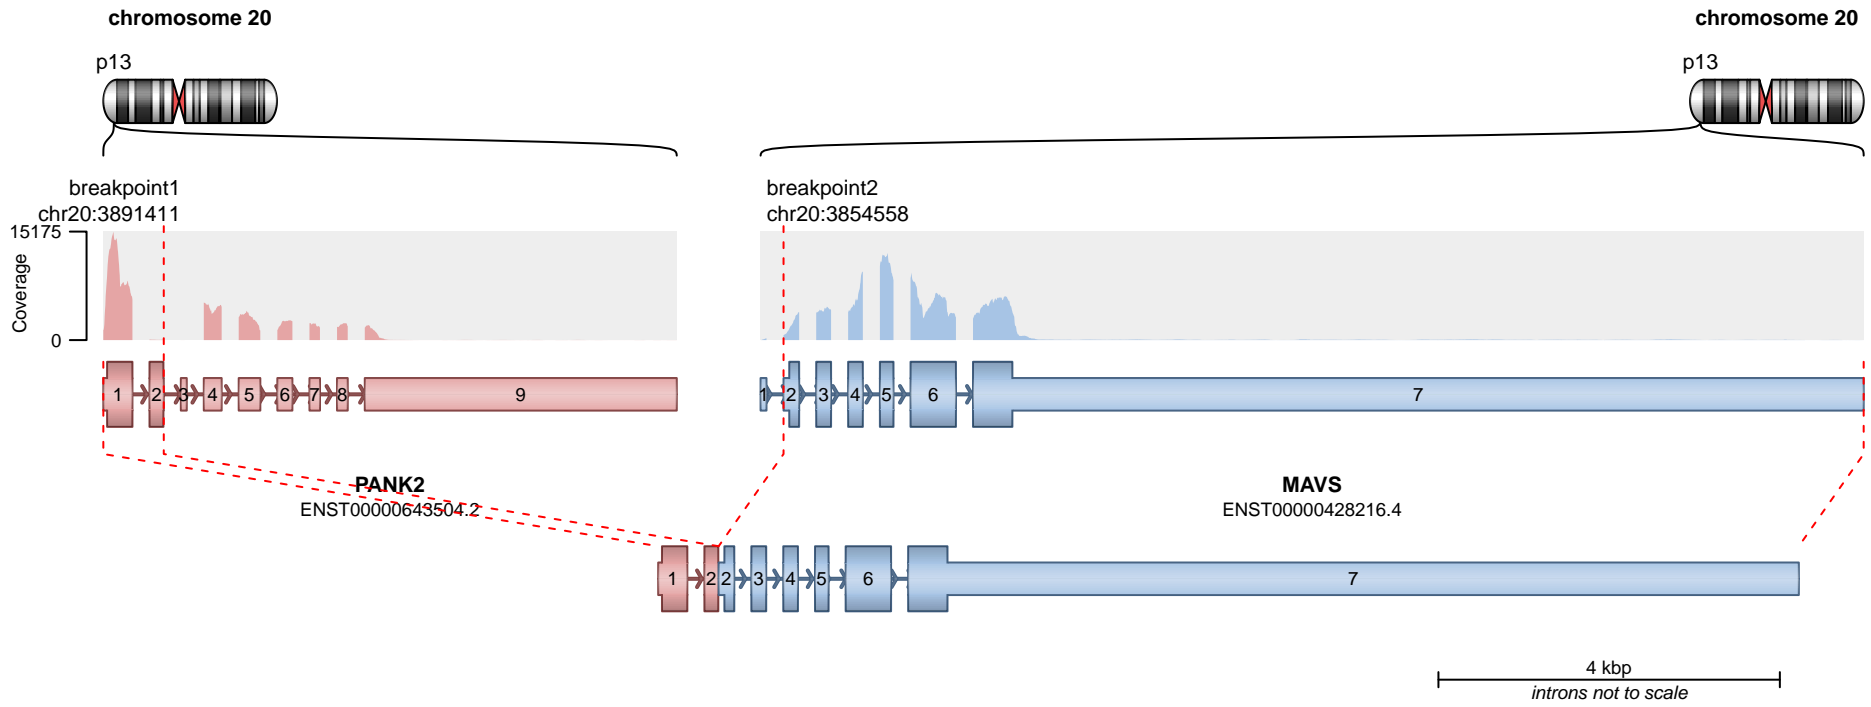 chromosome 20
chromosome 20
p13
p13
breakpoint1
chr20:3891411
breakpoint2
chr20:3854558
15175
Coverage
0
1 2 3 4 5 6 7 8 9
1 2 3 4 5 6 7
PANK2
ENST00000643504.2
MAVS
ENST00000428216.4
1 2 2 3 4 5 6 7
4 kbp
introns not to scale